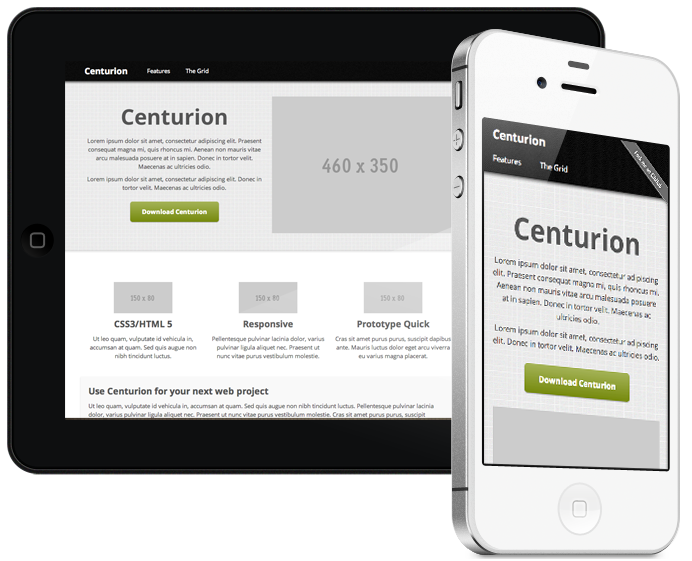 Centurion Features The Grid
Centurion
Lorem ipsum dolor sit amet, consectetur adipiscing elit. Praesent
consequat magna mi, quis rhoncus mi. Aenean non mauris vitae
arcu malesuada posuere at in sapien. Donec in tortor velit.
Maecenas ac ultricies odio.
Lorem ipsum dolor sit amet, consectetur adipiscing elit. Donec in
tortor velit. Maecenas ac ultricies odio.
Download Centurion
460 x 350
150 x 80
CSS3/HTML 5
Ut leo quam, vulputate id vehicula in,
accumsan at quam. Sed quis augue non
nibh tincidunt luctus.
150 x 80
Responsive
Pellentesque pulvinar lacinia dolor, varius
pulvinar aliquet nec. Praesent ut
nunc vitae purus vestibulum molestie.
150 x 80
Prototype Quick
Cras sit amet purus purus, suscipit dapibus
ante. Mauris luctus dolor eget sem
eu varius magna placerat.
Use Centurion for your next web project
Ut leo quam, vulputate id vehicula in, accumsan at quam. Sed quis augue non nibh tincidunt luctus. Pellentesque pulvinar lacinia
dolor, varius pulvinar aliquet nec. Praesent ut nunc vitae purus vestibulum molestie. Cras sit amet purus purus, suscipit
Centurion
Features The Grid
Fork me on GitHub
Centurion
Lorem ipsum dolor sit amet, consectetur adipiscing
elit. Praesent consequat magna mi, quis rhoncus mi.
Aenean non mauris vitae arcu malesuada posuere
at in sapien. Donec in tortor velit. Maecenas ac
ultricies odio.
Lorem ipsum dolor sit amet, consectetur adipiscing
elit. Donec in tortor velit. Maecenas ac ultricies odio.
Download Centurion